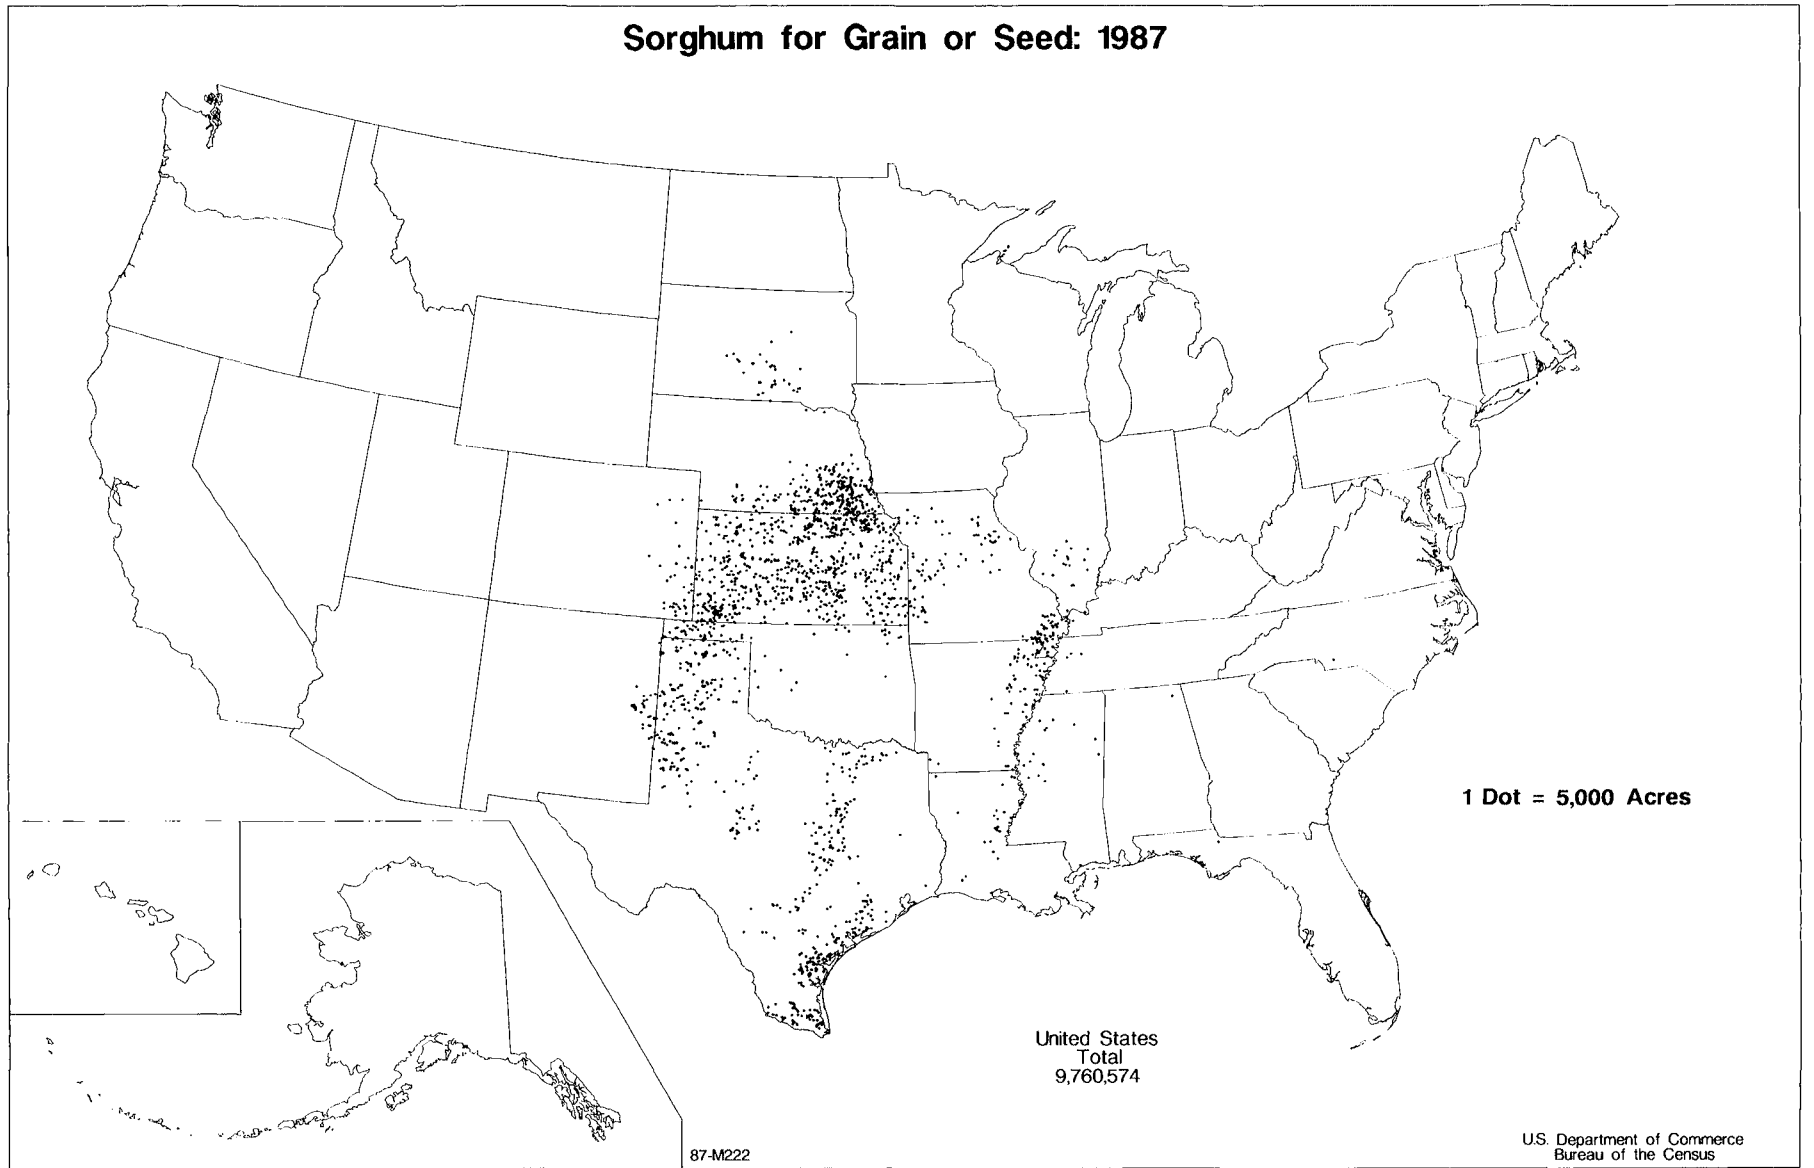 Sorghum for Grain or Seed: 1987
1 Dot = 5,000 Acres
United States
Total
9,760,574
87-M222
U.S. Department of Commerce
Bureau of the Census